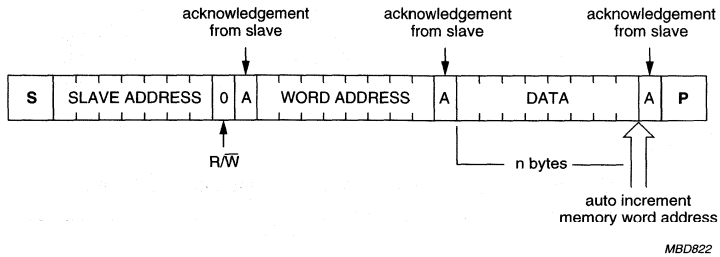 acknowledgement acknowledgement acknowledgement
from slave from slave from slave
S SLAVE ADDRESS 0 A WORD ADDRESS A DATA A P
R/W̅
n bytes
auto increment
memory word address
MBD822